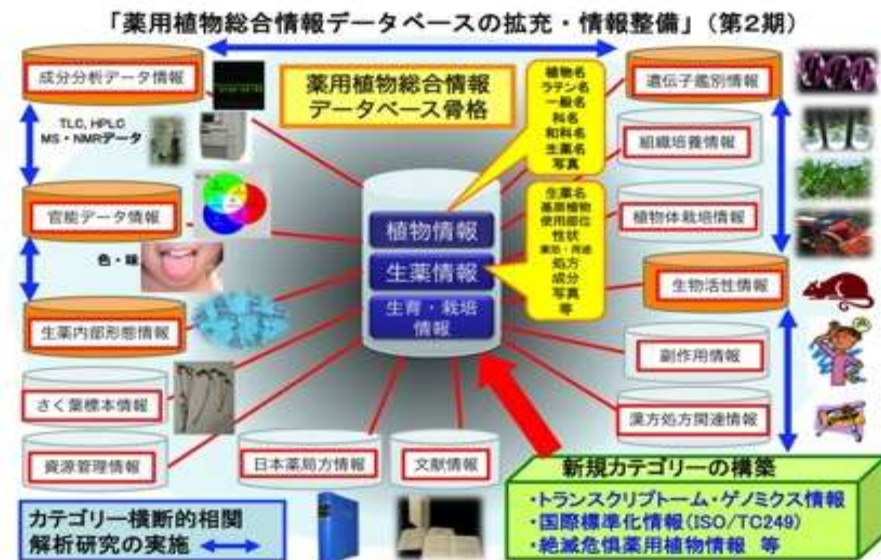 「薬用植物総合情報データベースの拡充・情報整備」(第2期)
成分分析データ情報
TLC, HPLC
MS・NMRデータ
官能データ情報
色・味
生薬内部形態情報
さく葉標本情報
資源管理情報
薬用植物総合情報
データベース骨格
植物名
ラテン名
一般名
科名
和科名
生薬名
写真
植物情報
生薬情報
生育・栽培
情報
生薬名
基原植物
使用部位
性状
薬効・用途
処方
成分
写真
等
遺伝子鑑別情報
組織培養情報
植物体栽培情報
生物活性情報
副作用情報
漢方処方関連情報
日本薬局方情報
文献情報
カテゴリー横断的相関
解析研究の実施
新規カテゴリーの構築
・トランスクリプトーム・ゲノミクス情報
・国際標準化情報(ISO/TC249)
・絶滅危惧薬用植物情報 等